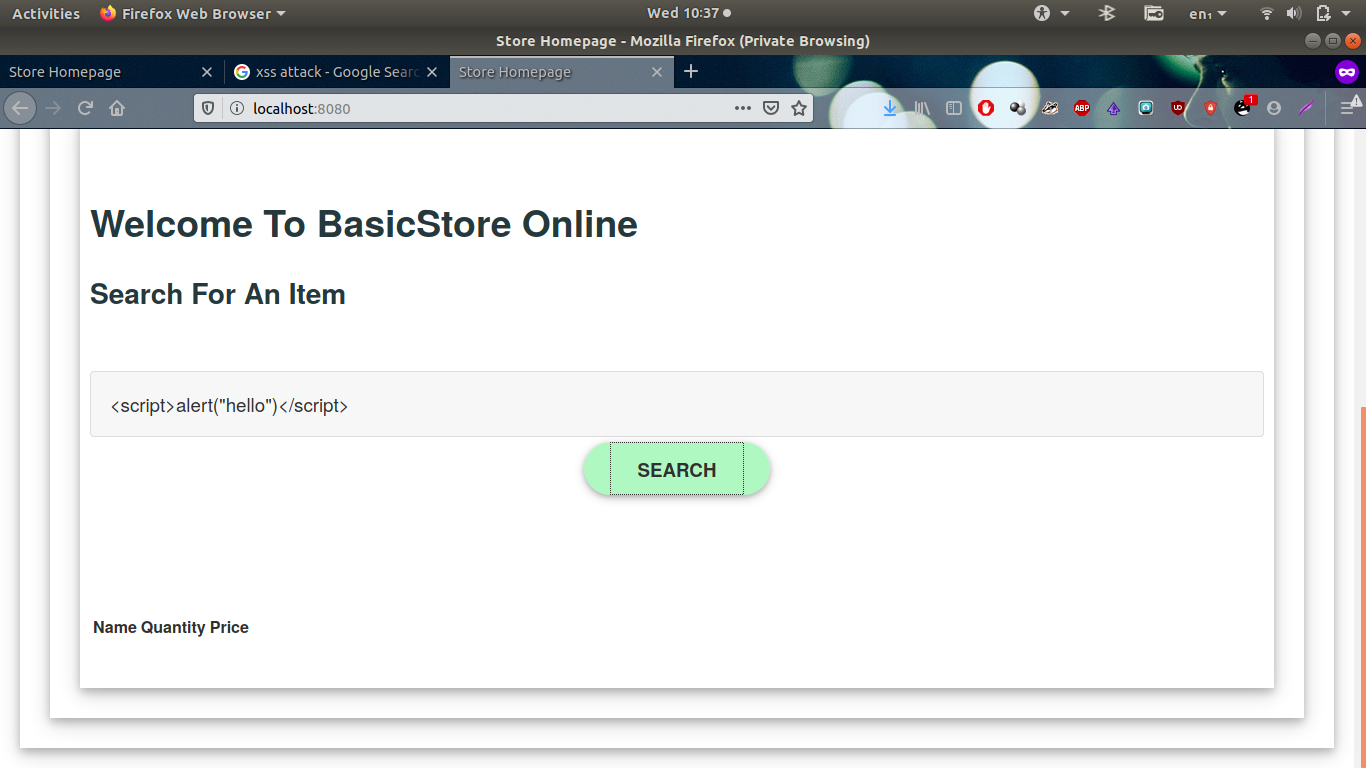 Activities Firefox Web Browser Wed 10:37 en₁
Store Homepage - Mozilla Firefox (Private Browsing)
Store Homepage xss attack - Google Searc Store Homepage
localhost:8080 ABP UD 1
Welcome To BasicStore Online
Search For An Item
<script>alert("hello")</script>
SEARCH
Name Quantity Price